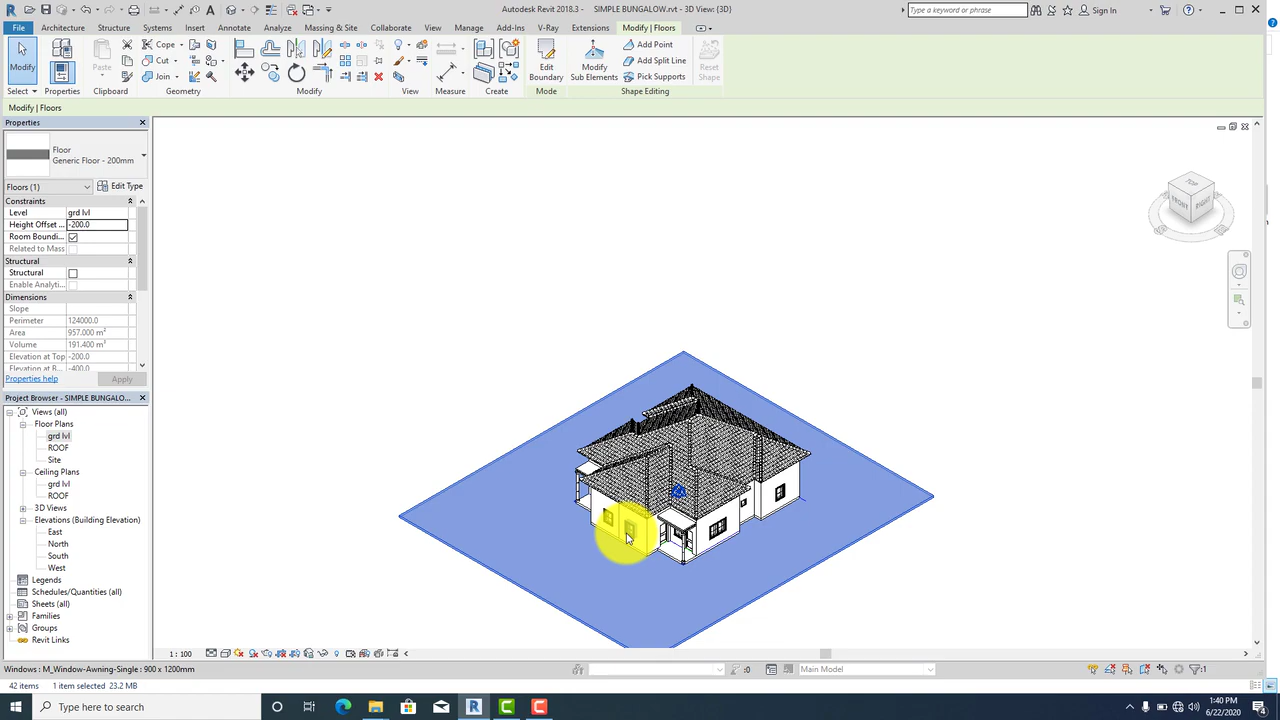 Autodesk Revit 2018.3 - SIMPLE BUNGALOW.rvt - 3D View: {3D}
Type a keyword or phrase
Sign In
File Architecture Structure Systems Insert Annotate Analyze Massing & Site Collaborate View Manage Add-Ins V-Ray Extensions Modify | Floors
Modify
Properties
Paste
Cope
Cut
Join
Edit
Boundary
Modify
Sub Elements
Add Point
Add Split Line
Pick Supports
Reset
Shape
Select Properties Clipboard Geometry Modify View Measure Create Mode Shape Editing
Modify | Floors
Properties
Floor
Generic Floor - 200mm
Floors (1) Edit Type
Constraints
Level grd lvl
Height Offset ... -200.0
Room Boundi...
Related to Mass
Structural
Structural
Enable Analyti...
Dimensions
Slope
Perimeter 124000.0
Area 957.000 m²
Volume 191.400 m³
Elevation at Top -200.0
Elevation at B... -400.0
Properties help Apply
Project Browser - SIMPLE BUNGALO...
Views (all)
Floor Plans
grd lvl
ROOF
Site
Ceiling Plans
grd lvl
ROOF
3D Views
Elevations (Building Elevation)
East
North
South
West
Legends
Schedules/Quantities (all)
Sheets (all)
Families
Groups
Revit Links
TOP
FRONT
RIGHT
1 : 100
Windows : M_Window-Awning-Single : 900 x 1200mm
:0
Main Model
:1
42 items 1 item selected 23.2 MB
Type here to search
1:40 PM
6/22/2020